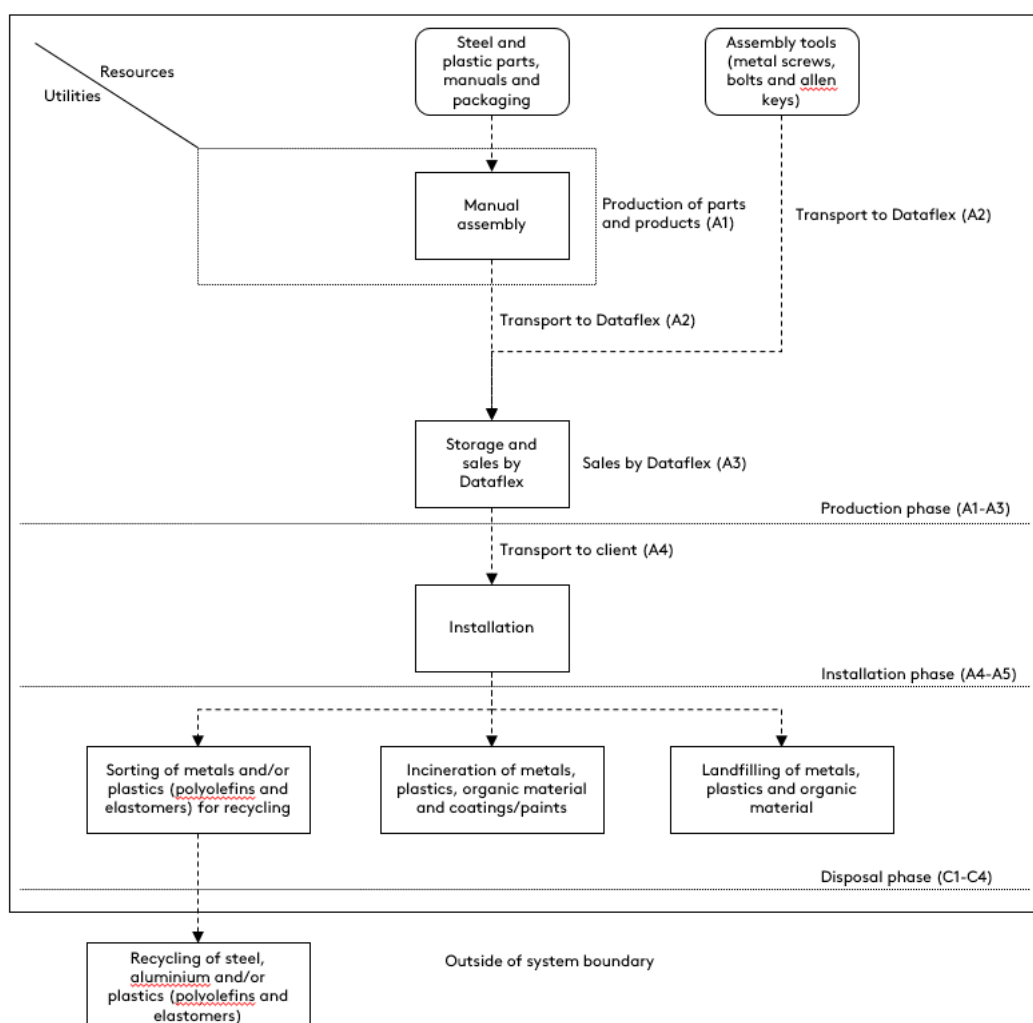 Steel and
plastic parts,
manuals and
packaging
Assembly tools
(metal screws,
bolts and allen
keys)
Resources
Utilities
Manual
assembly
Production of parts
and products (A1)
Transport to Dataflex (A2)
Transport to Dataflex (A2)
Storage and
sales by
Dataflex
Sales by Dataflex (A3)
Production phase (A1-A3)
Transport to client (A4)
Installation
Installation phase (A4-A5)
Sorting of metals and/or
plastics (polyolefins and
elastomers) for recycling
Incineration of metals,
plastics, organic material
and coatings/paints
Landfilling of metals,
plastics and organic
material
Disposal phase (C1-C4)
Recycling of steel,
aluminium and/or
plastics (polyolefins and
elastomers)
Outside of system boundary